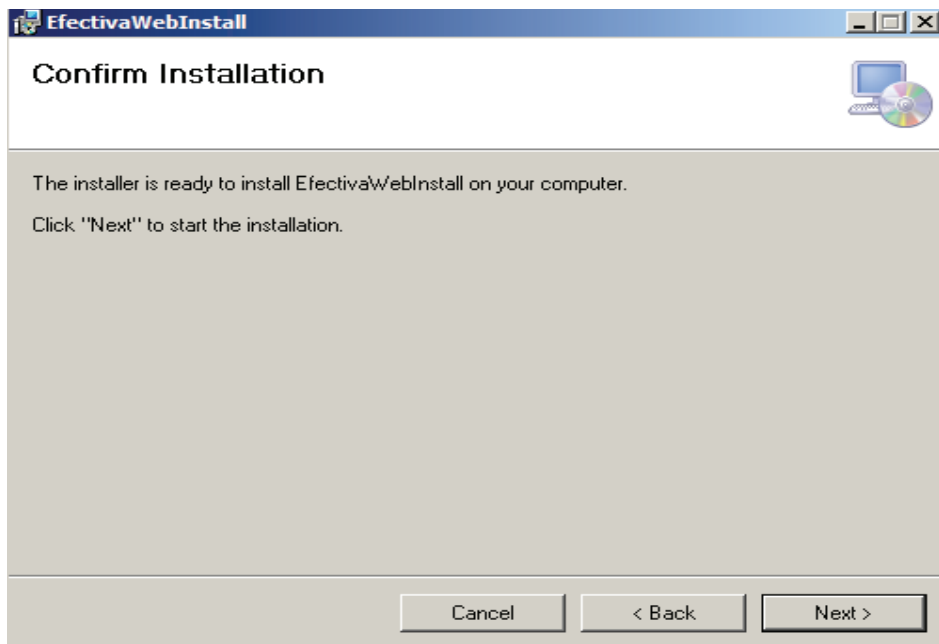 EfectivaWebInstall
Confirm Installation
The installer is ready to install EfectivaWebInstall on your computer.
Click "Next" to start the installation.
Cancel
< Back
Next >